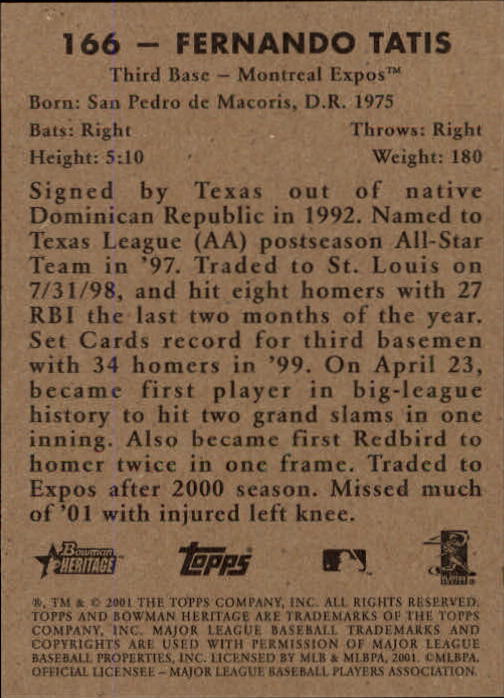 166 — FERNANDO TATIS
Third Base — Montreal Expos™
Born: San Pedro de Macoris, D.R. 1975
Bats: Right Throws: Right
Height: 5:10 Weight: 180
Signed by Texas out of native
Dominican Republic in 1992. Named to
Texas League (AA) postseason All-Star
Team in '97. Traded to St. Louis on
7/31/98, and hit eight homers with 27
RBI the last two months of the year.
Set Cards record for third basemen
with 34 homers in '99. On April 23,
became first player in big-league
history to hit two grand slams in one
inning. Also became first Redbird to
homer twice in one frame. Traded to
Expos after 2000 season. Missed much
of '01 with injured left knee.
Bowman
HERITAGE
Topps
®, TM & © 2001 THE TOPPS COMPANY, INC. ALL RIGHTS RESERVED.
TOPPS AND BOWMAN HERITAGE ARE TRADEMARKS OF THE TOPPS
COMPANY, INC. MAJOR LEAGUE BASEBALL TRADEMARKS AND
COPYRIGHTS ARE USED WITH PERMISSION OF MAJOR LEAGUE
BASEBALL PROPERTIES, INC. LICENSED BY MLB & MLBPA, 2001. ©MLBPA,
OFFICIAL LICENSEE – MAJOR LEAGUE BASEBALL PLAYERS ASSOCIATION.